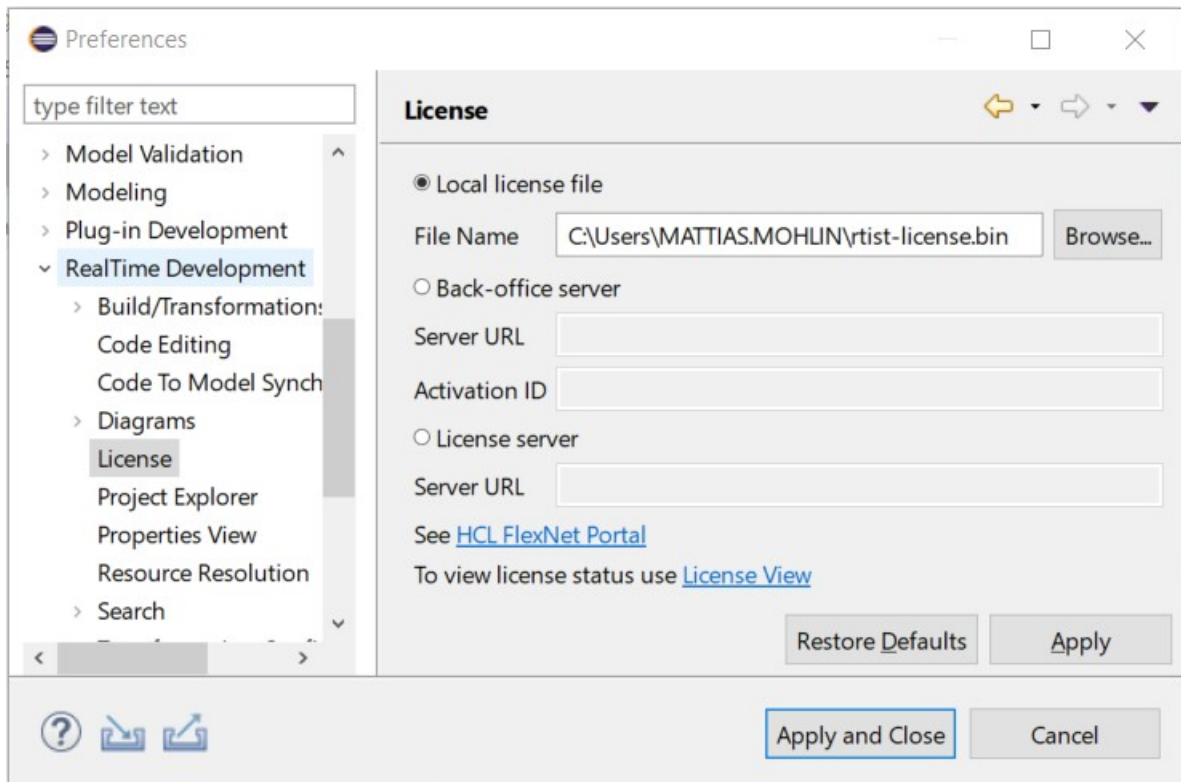 Preferences
type filter text
Model Validation
Modeling
Plug-in Development
RealTime Development
Build/Transformations
Code Editing
Code To Model Synch
Diagrams
License
Project Explorer
Properties View
Resource Resolution
Search
License
Local license file
File Name C:\Users\MATTIAS.MOHLIN\rtist-license.bin Browse...
Back-office server
Server URL
Activation ID
License server
Server URL
See HCL FlexNet Portal
To view license status use License View
Restore Defaults Apply
Apply and Close Cancel